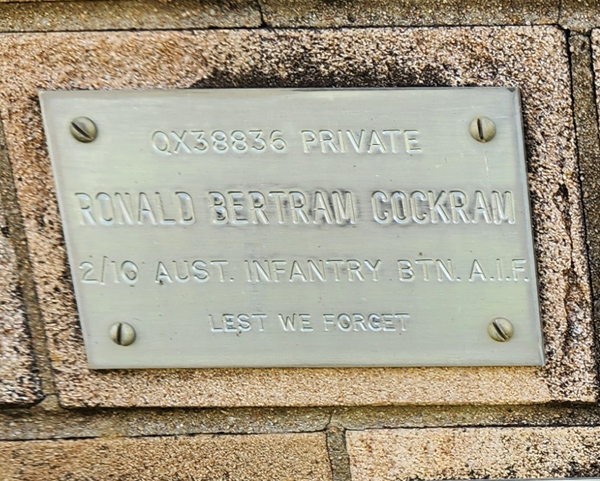 QX38836 PRIVATE
RONALD BERTRAM COCKRAM
2/10 AUST. INFANTRY BTN. A.I.F.
LEST WE FORGET